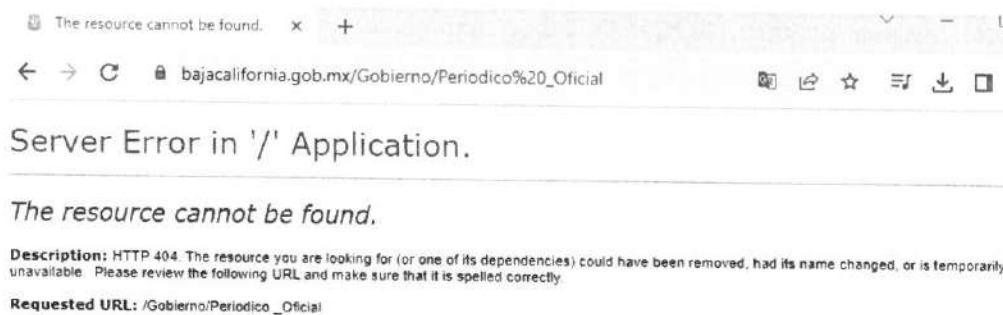 The resource cannot be found. × +
bajacalifornia.gob.mx/Gobierno/Periodico%20_Oficial
Server Error in '/' Application.
The resource cannot be found.
Description: HTTP 404. The resource you are looking for (or one of its dependencies) could have been removed, had its name changed, or is temporarily
unavailable. Please review the following URL and make sure that it is spelled correctly.
Requested URL: /Gobierno/Periodico _Oficial